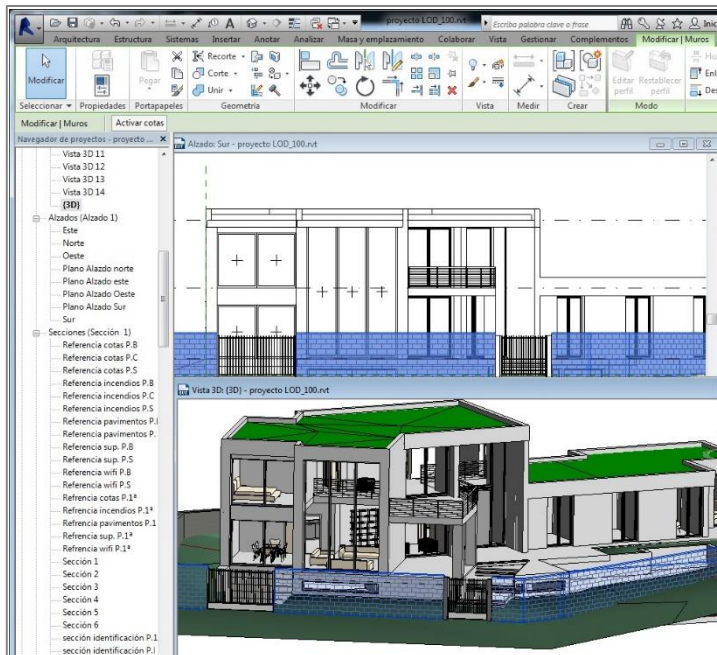 proyecto LOD_100.rvt
Escriba palabra clave o frase
Inic
Arquitectura Estructura Sistemas Insertar Anotar Analizar Masa y emplazamiento Colaborar Vista Gestionar Complementos Modificar | Muros
Modificar
Propiedades
Pegar
Recorte
Corte
Unir
Editar perfil
Restablecer perfil
Hu
Enl
Des
Seleccionar Propiedades Portapapeles Geometría Modificar Vista Medir Crear Modo
Modificar | Muros Activar cotas
Navegador de proyectos - proyecto ...
Vista 3D 11
Vista 3D 12
Vista 3D 13
Vista 3D 14
{3D}
Alzados (Alzado 1)
Este
Norte
Oeste
Plano Alazdo norte
Plano Alzado este
Plano Alzado Oeste
Plano Alzado Sur
Sur
Secciones (Sección 1)
Referencia cotas P.B
Referencia cotas P.C
Referencia cotas P.S
Referencia incendios P.B
Referencia incendios P.C
Referencia incendios P.S
Referencia pavimentos P.I
Referencia pavimentos P.
Referencia sup. P.B
Referencia sup. P.S
Referencia wifi P.B
Referencia wifi P.S
Refrencia cotas P.1ª
Refrencia incendios P.1ª
Refrencia pavimentos P.1
Refrencia sup. P.1ª
Refrencia wifi P.1ª
Sección 1
Sección 2
Sección 3
Sección 4
Sección 5
Sección 6
sección identificación P.1
sección identificación P.I
Alzado: Sur - proyecto LOD_100.rvt
Vista 3D: {3D} - proyecto LOD_100.rvt